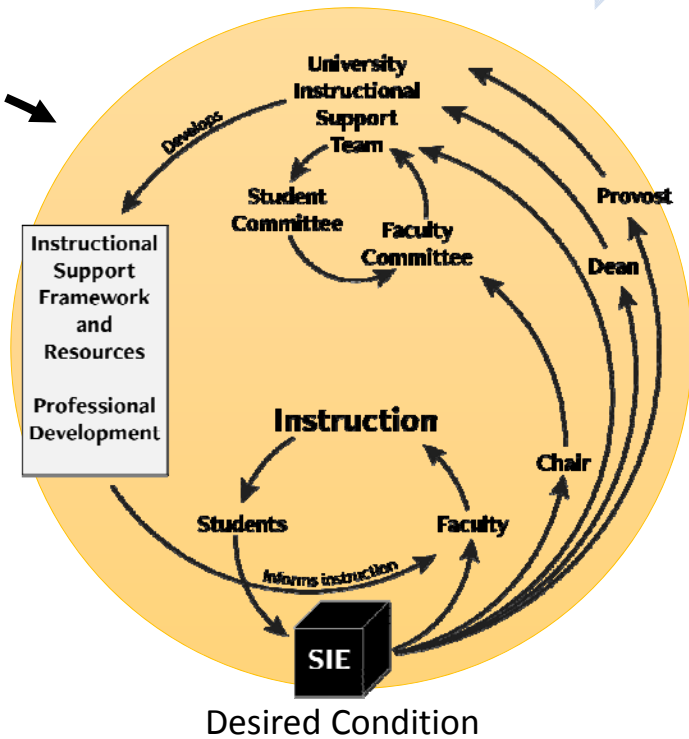 University
Instructional
Support
Team
Develops
Student
Committee
Faculty
Committee
Provost
Dean
Instructional
Support
Framework
and
Resources
Professional
Development
Instruction
Chair
Students
Faculty
Informs instruction
SIE
Desired Condition